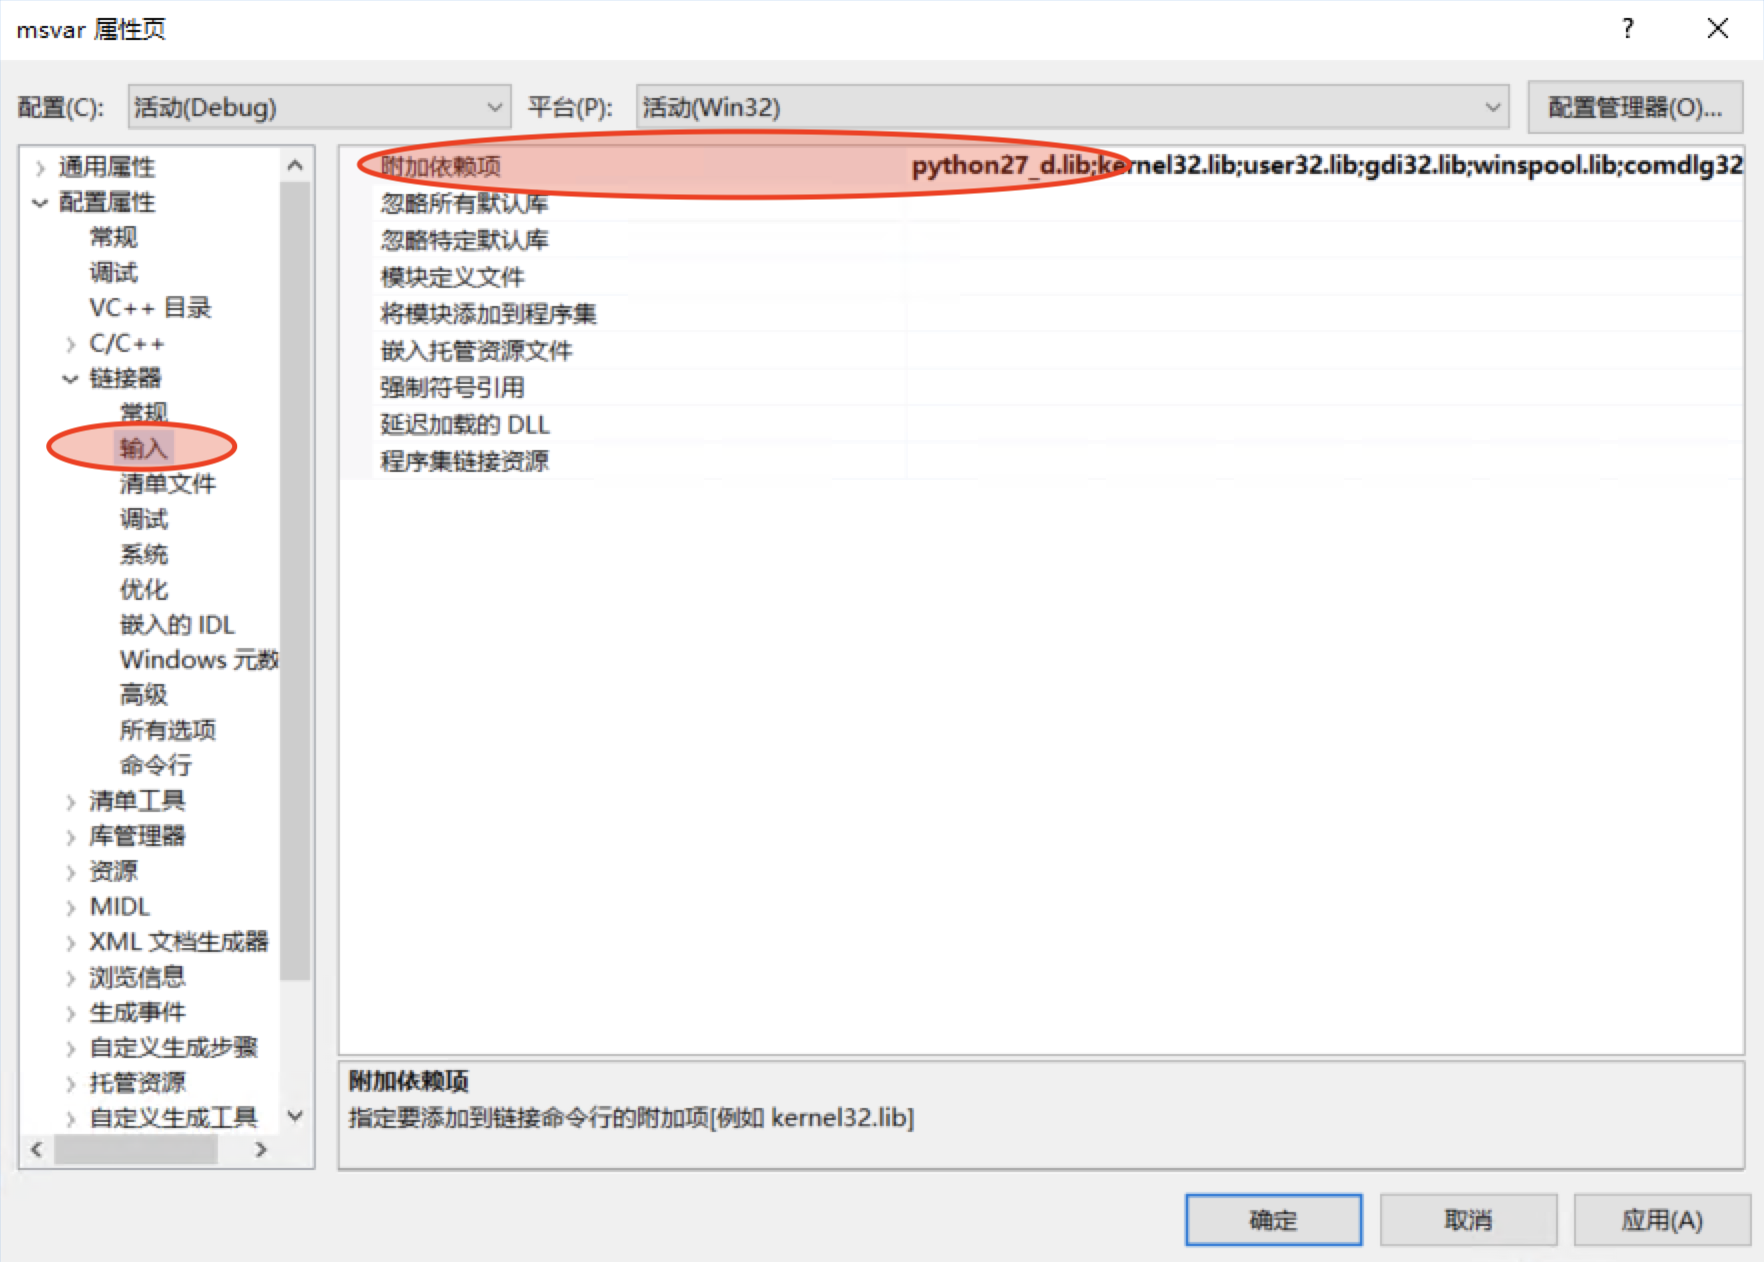 msvar 属性页
配置(C): 活动(Debug) 平台(P): 活动(Win32) 配置管理器(O)...
通用属性
配置属性
常规
调试
VC++ 目录
C/C++
链接器
常规
输入
清单文件
调试
系统
优化
嵌入的 IDL
Windows 元数
高级
所有选项
命令行
清单工具
库管理器
资源
MIDL
XML 文档生成器
浏览信息
生成事件
自定义生成步骤
托管资源
自定义生成工具
附加依赖项 python27_d.lib;kernel32.lib;user32.lib;gdi32.lib;winspool.lib;comdlg32
忽略所有默认库
忽略特定默认库
模块定义文件
将模块添加到程序集
嵌入托管资源文件
强制符号引用
延迟加载的 DLL
程序集链接资源
附加依赖项
指定要添加到链接命令行的附加项[例如 kernel32.lib]
确定 取消 应用(A)